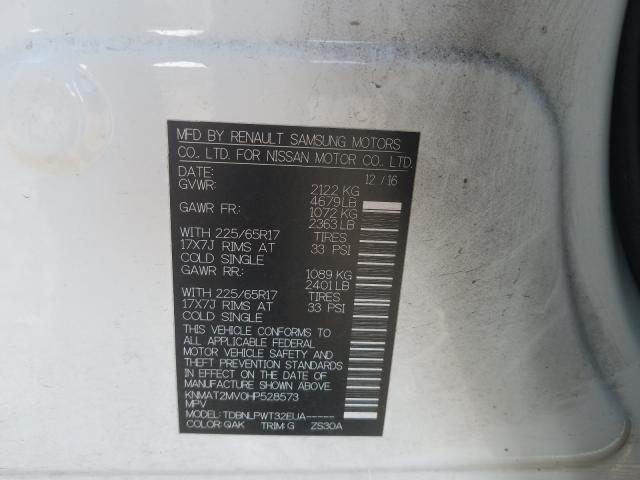 MFD BY RENAULT SAMSUNG MOTORS
CO., LTD. FOR NISSAN MOTOR CO., LTD.
DATE: 12 / 16
GVWR: 2122 KG
4679 LB
GAWR FR: 1072 KG
2363 LB
WITH 225/65R17 TIRES
17X7J RIMS AT 33 PSI
COLD SINGLE
GAWR RR: 1089 KG
2401 LB
WITH 225/65R17 TIRES
17X7J RIMS AT 33 PSI
COLD SINGLE
THIS VEHICLE CONFORMS TO
ALL APPLICABLE FEDERAL
MOTOR VEHICLE SAFETY AND
THEFT PREVENTION STANDARDS
IN EFFECT ON THE DATE OF
MANUFACTURE SHOWN ABOVE.
KNMAT2MV0HP528573
MPV
MODEL: TDBNLPWT32EUA-----
COLOR: QAK TRIM: G ZS30A